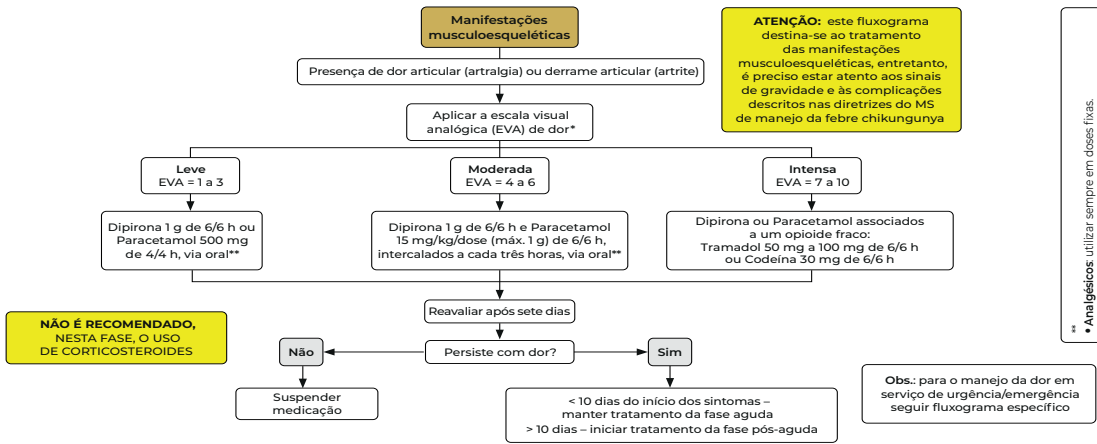 Manifestações
musculoesqueléticas
ATENÇÃO: este fluxograma
destina-se ao tratamento
das manifestações
musculoesqueléticas, entretanto,
é preciso estar atento aos sinais
de gravidade e às complicações
descritos nas diretrizes do MS
de manejo da febre chikungunya
Presença de dor articular (artralgia) ou derrame articular (artrite)
Aplicar a escala visual
analógica (EVA) de dor*
Leve
EVA = 1 a 3
Moderada
EVA = 4 a 6
Intensa
EVA = 7 a 10
Dipirona 1 g de 6/6 h ou
Paracetamol 500 mg
de 4/4 h, via oral**
Dipirona 1 g de 6/6 h e Paracetamol
15 mg/kg/dose (máx. 1 g) de 6/6 h,
intercalados a cada três horas, via oral**
Dipirona ou Paracetamol associados
a um opioide fraco:
Tramadol 50 mg a 100 mg de 6/6 h
ou Codeína 30 mg de 6/6 h
Reavaliar após sete dias
NÃO É RECOMENDADO,
NESTA FASE, O USO
DE CORTICOSTEROIDES
Não
Persiste com dor?
Sim
Suspender
medicação
< 10 dias do início dos sintomas –
manter tratamento da fase aguda
> 10 dias – iniciar tratamento da fase pós-aguda
Obs.: para o manejo da dor em
serviço de urgência/emergência
seguir fluxograma específico
**
• Analgésicos: utilizar sempre em doses fixas.